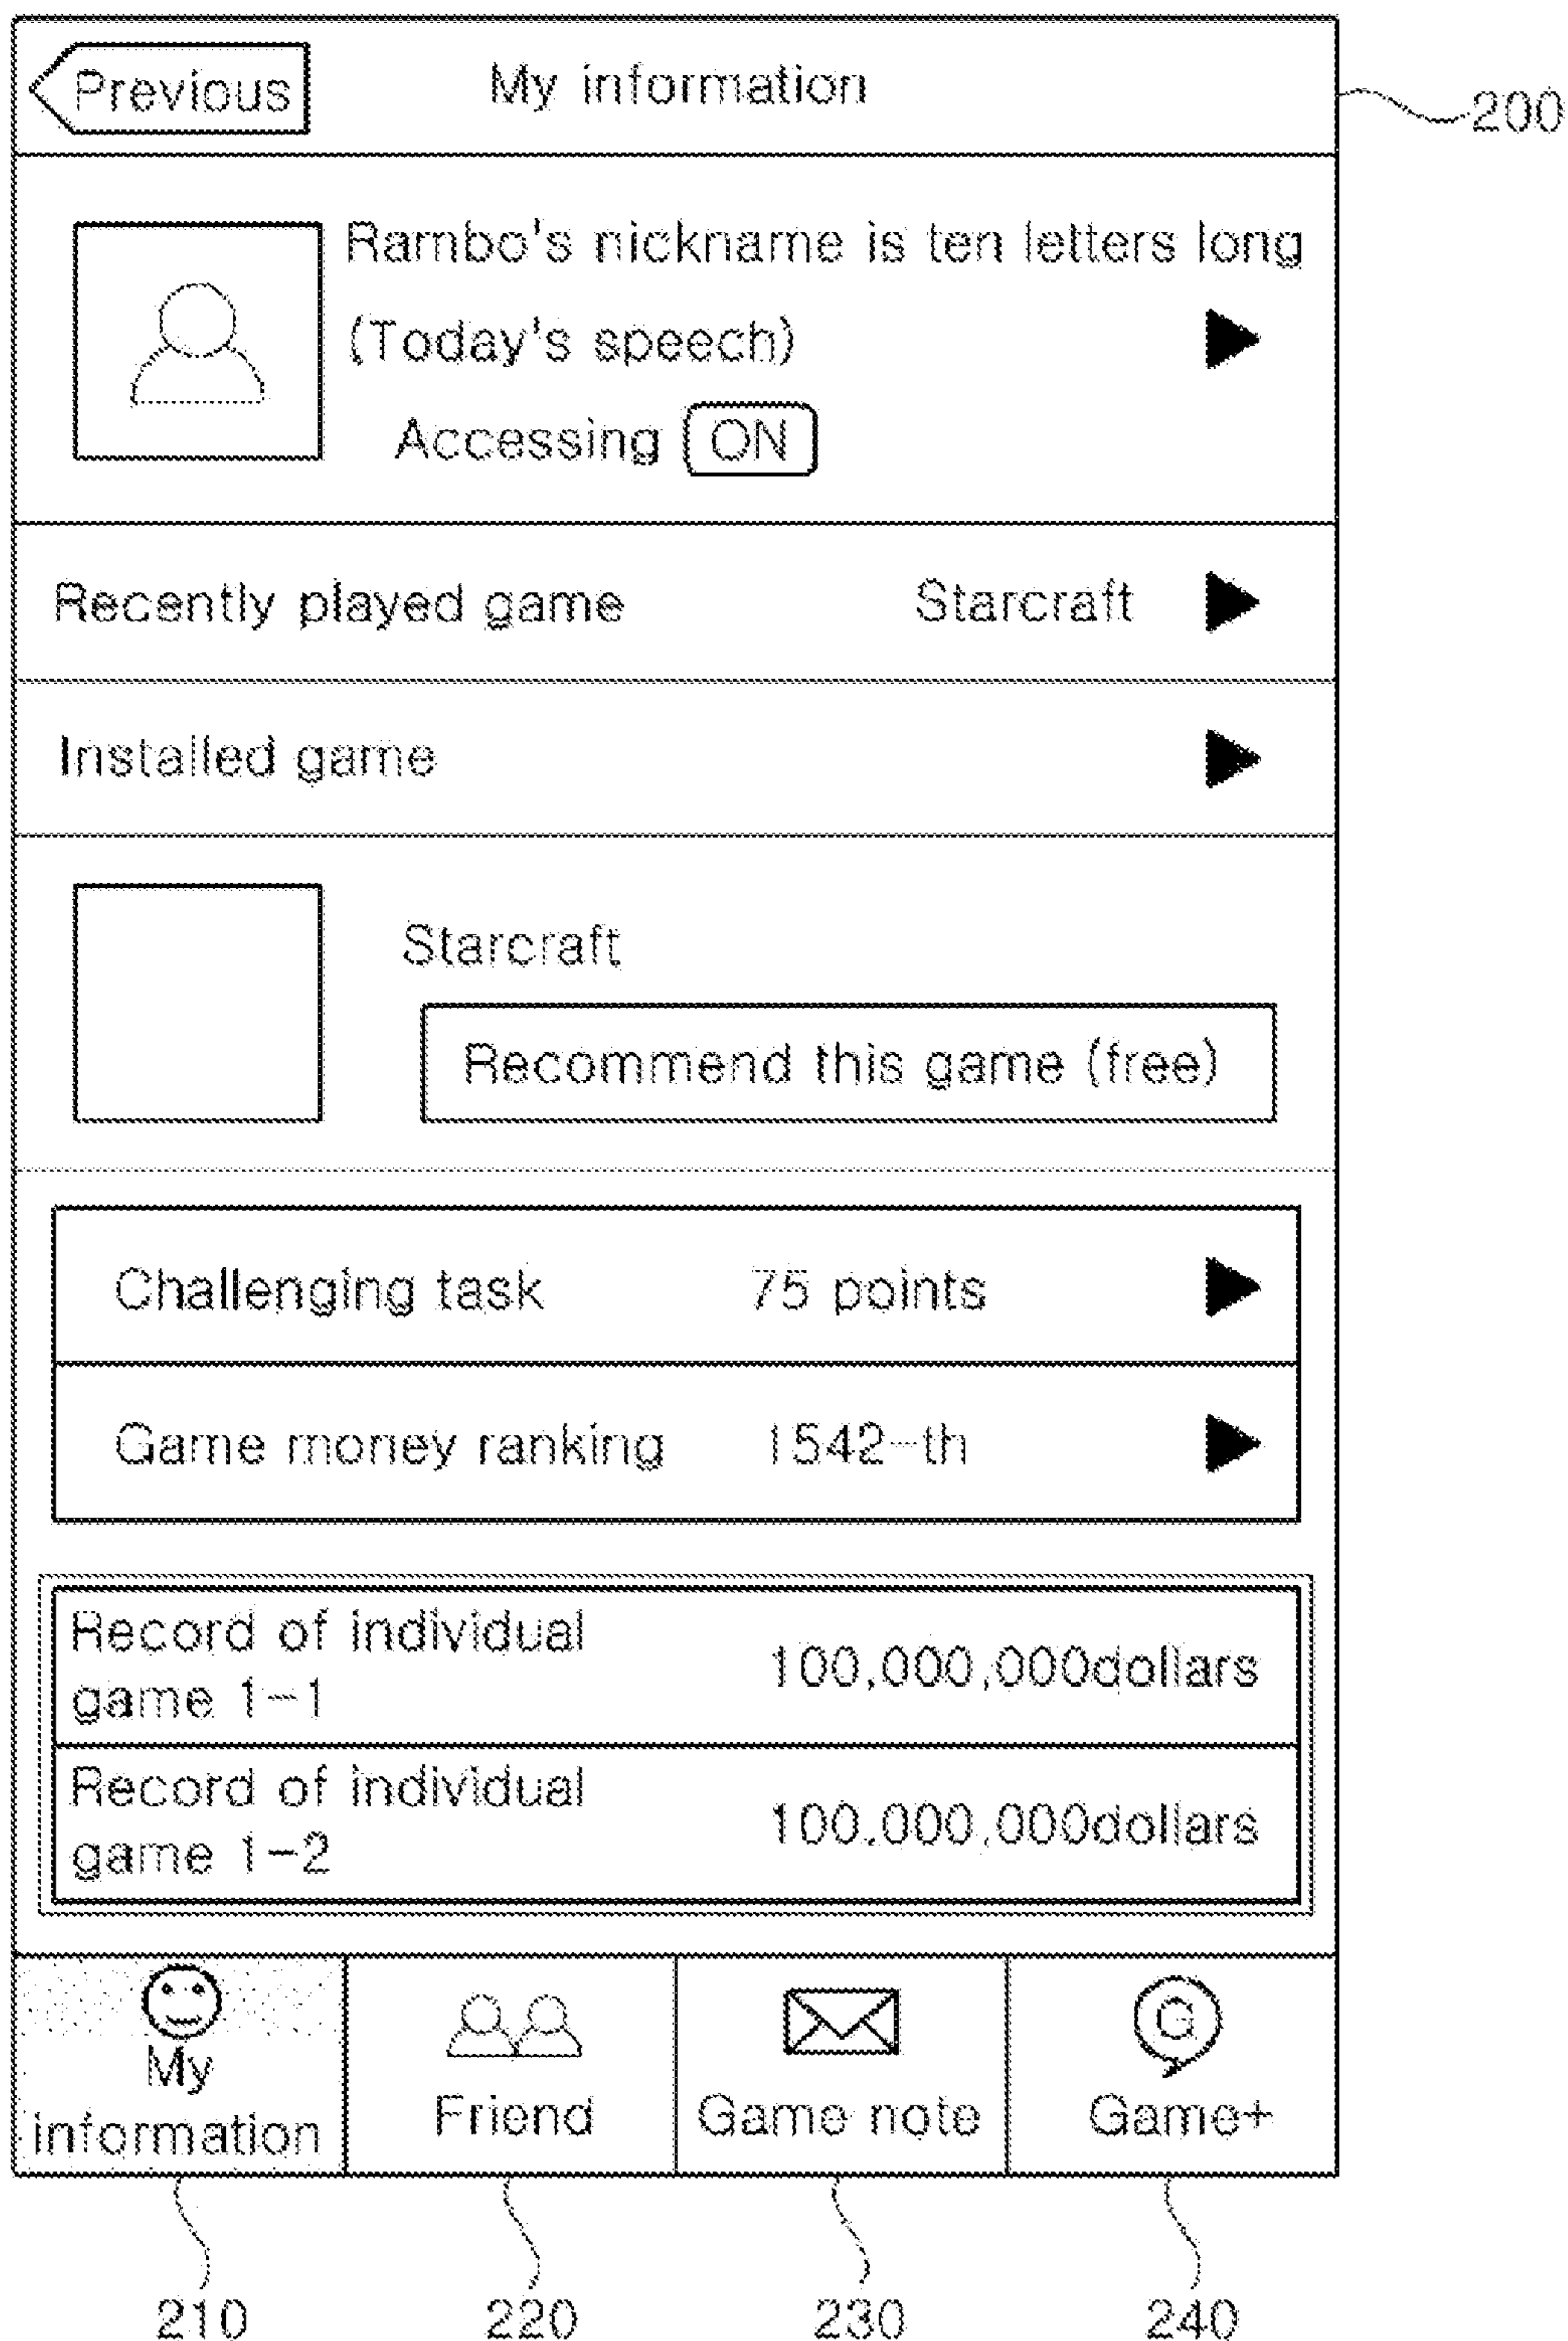 Previous
My information
200
Rambo's nickname is ten letters long
(Today's speech)
Accessing ON
Recently played game Starcraft
Installed game
Starcraft
Recommend this game (free)
Challenging task 75 points
Game money ranking 1542-th
Record of individual
game 1-1
100,000,000dollars
Record of individual
game 1-2
100,000,000dollars
My
information
Friend
Game note
G
Game+
210 220 230 240